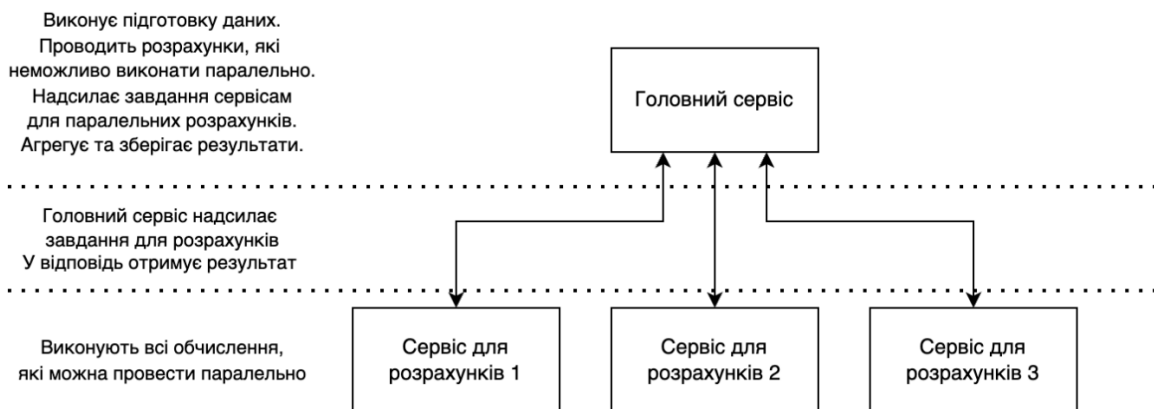 Виконує підготовку даних.
Проводить розрахунки, які
неможливо виконати паралельно.
Надсилає завдання сервісам
для паралельних розрахунків.
Агрегує та зберігає результати.
Головний сервіс
Головний сервіс надсилає
завдання для розрахунків
У відповідь отримує результат
Виконують всі обчислення,
які можна провести паралельно
Сервіс для
розрахунків 1
Сервіс для
розрахунків 2
Сервіс для
розрахунків 3